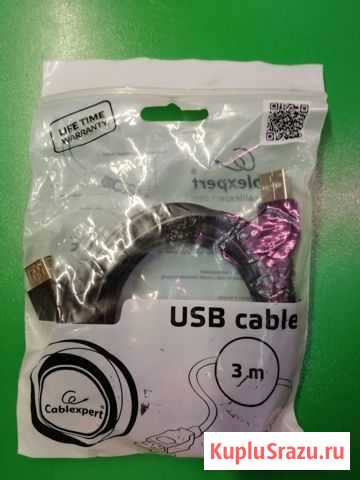 LIFE TIME
WARRANTY
Cablexpert®
USB cable
3 m
Cablexpert®
KupluSrazu.ru